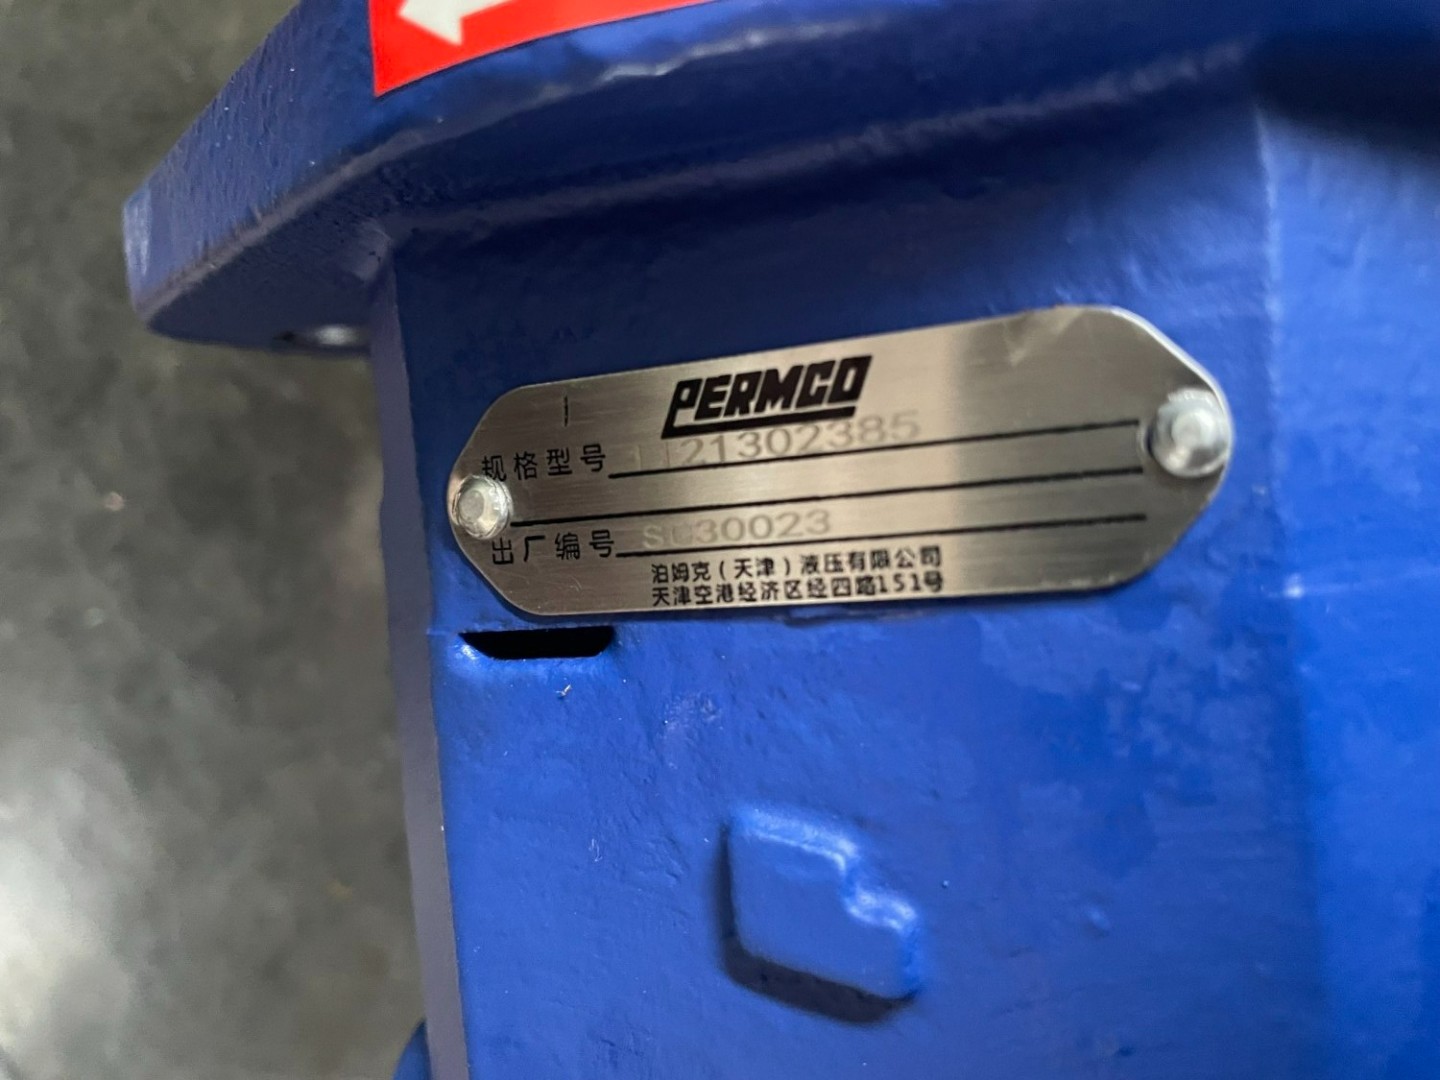 PERMCO
规格型号 1121302385
出厂编号 SU30023
泊姆克（天津）液压有限公司
天津空港经济区经四路151号